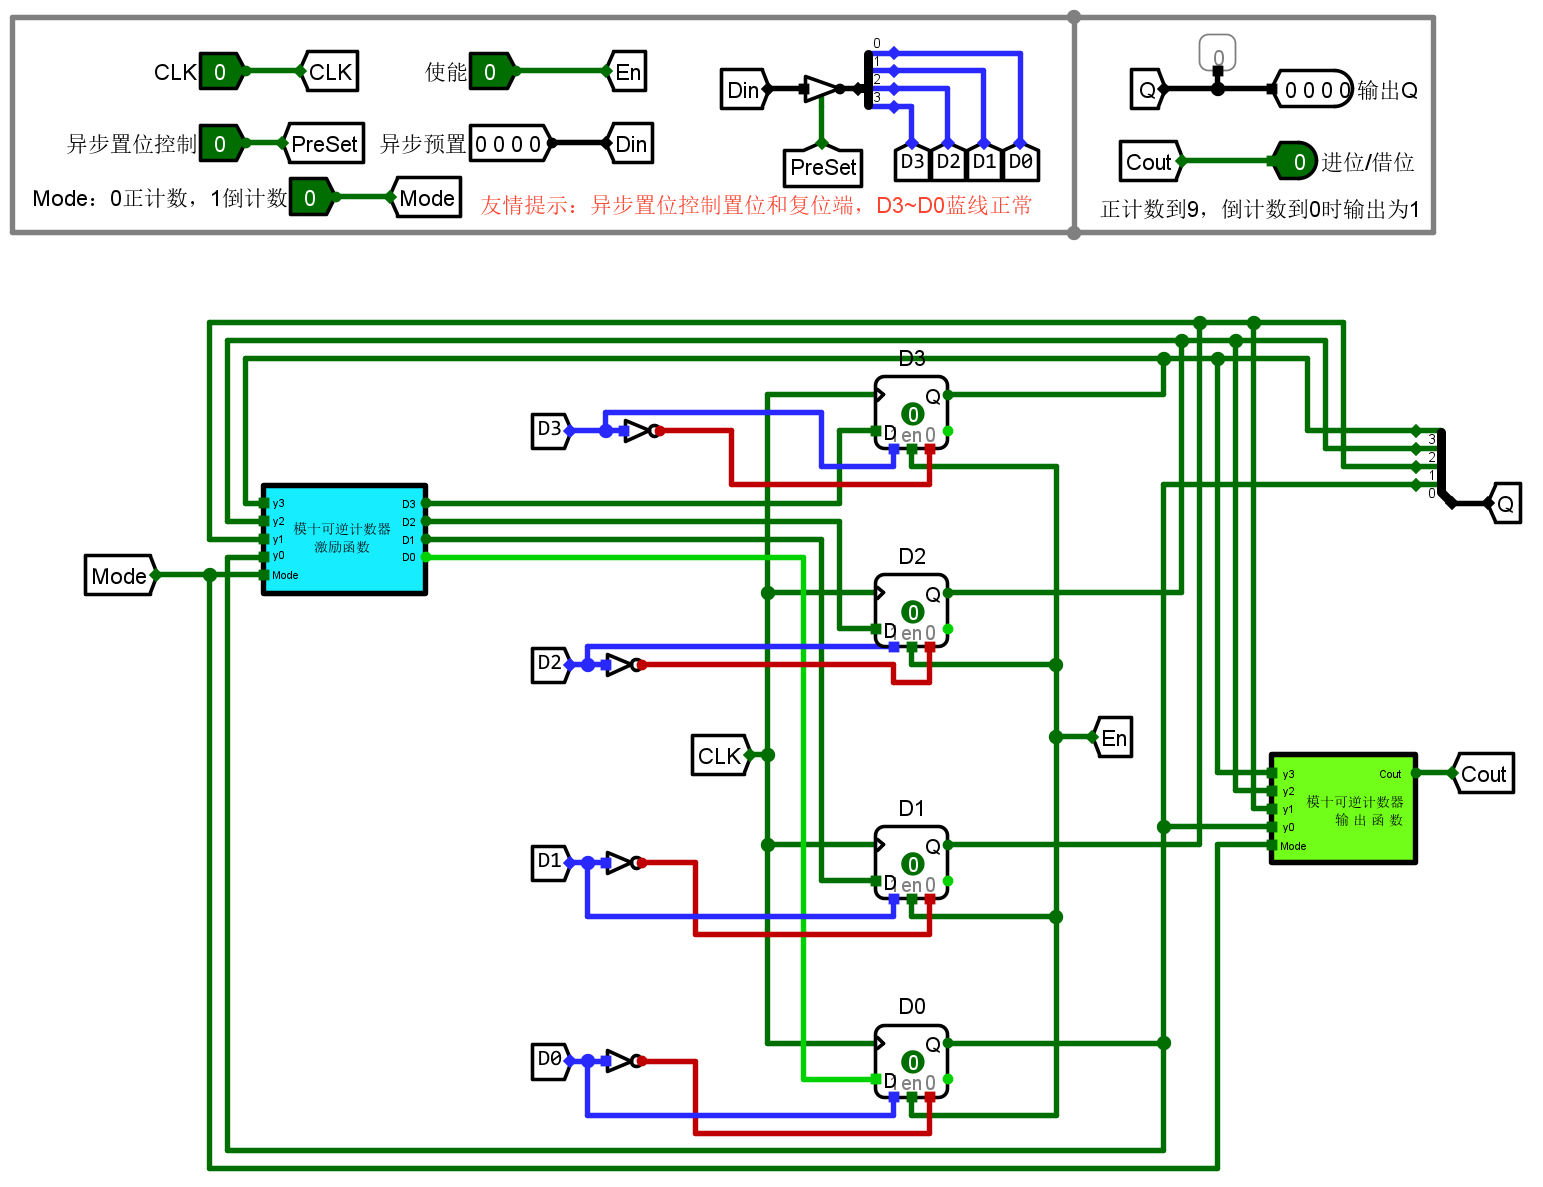 CLK 0 CLK
使能 0 En
异步置位控制 0 PreSet
异步预置 0 0 0 0 Din
Mode：0正计数，1倒计数 0 Mode
友情提示：异步置位控制置位和复位端，D3~D0蓝线正常
Din
PreSet
0
1
2
3
D3 D2 D1 D0
0
Q 0 0 0 0 输出Q
Cout 0 进位/借位
正计数到9，倒计数到0时输出为1
D3
Q
0
D 1 en 0
D3
y3 D3
y2 模十可逆计数器 D2
y1 激励函数 D1
y0 D0
Mode
Mode
3
2
1
0
Q
D2
Q
0
D 1 en 0
D2
CLK
En
y3 Cout
y2
y1 模十可逆计数器
y0 输出函数
Mode
Cout
D1
Q
0
D 1 en 0
D1
D0
Q
0
D 1 en 0
D0